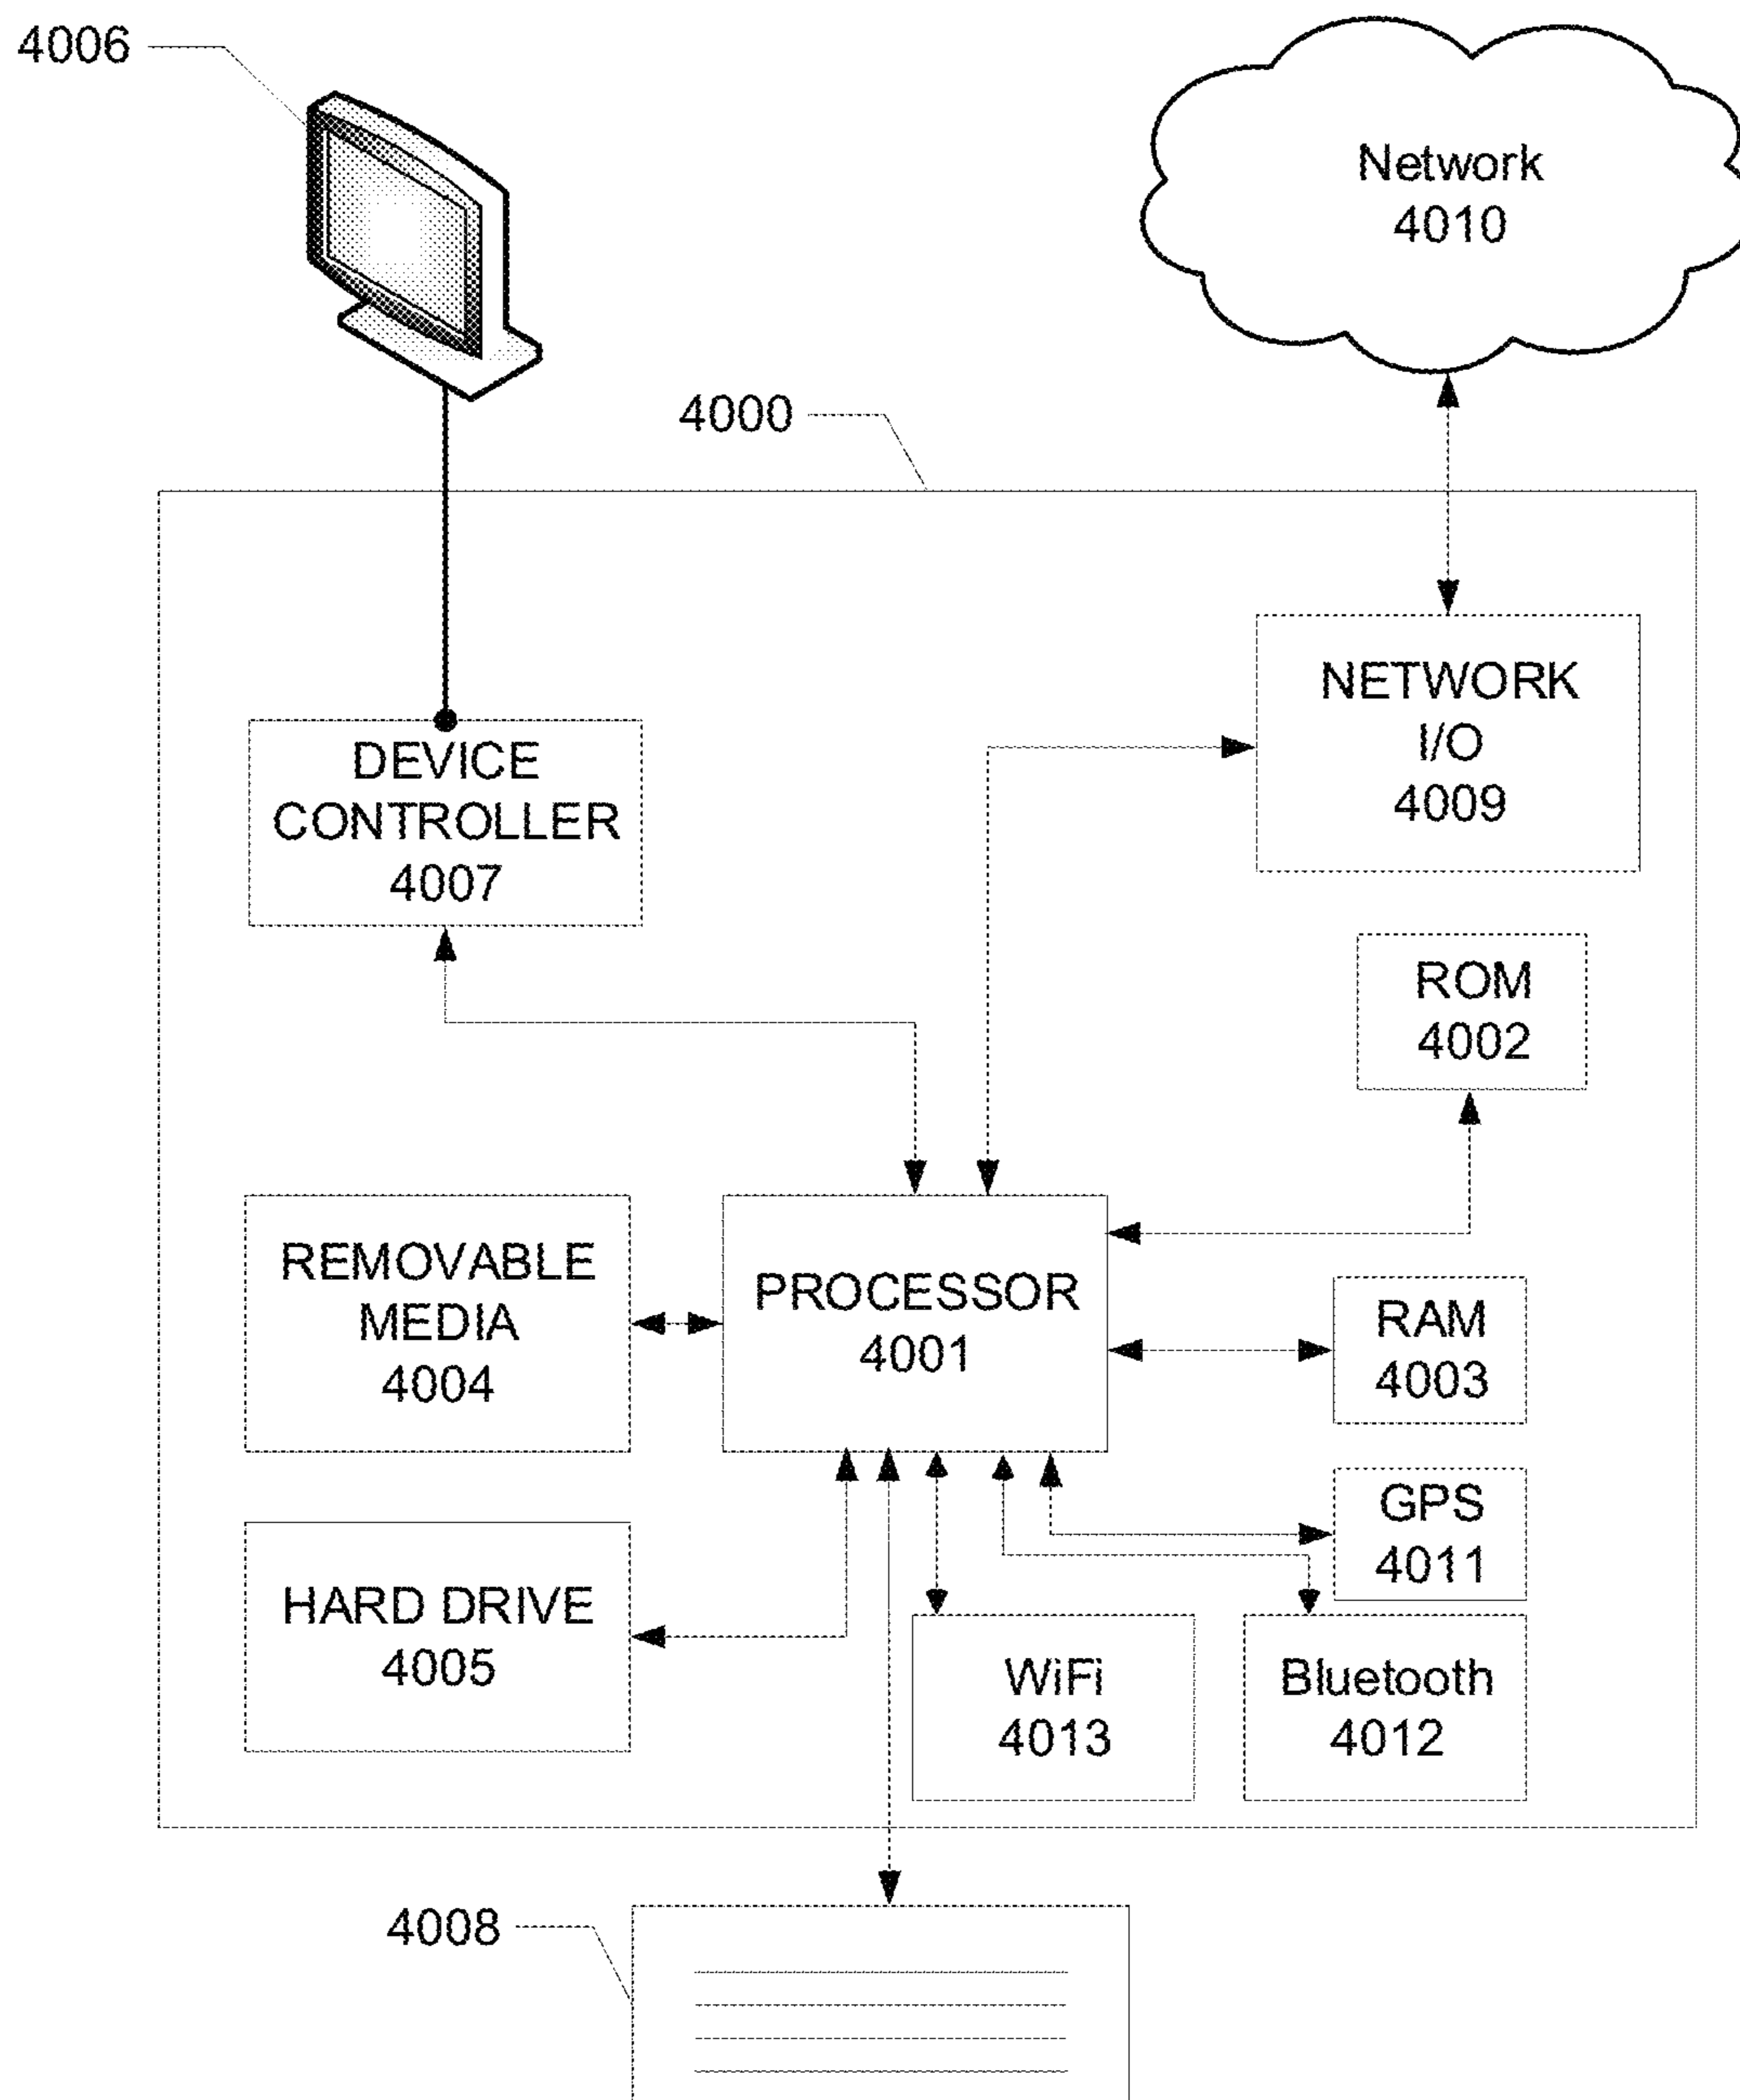 4006
Network
4010
4000
NETWORK
I/O
4009
DEVICE
CONTROLLER
4007
ROM
4002
REMOVABLE
MEDIA
4004
PROCESSOR
4001
RAM
4003
GPS
4011
HARD DRIVE
4005
WiFi
4013
Bluetooth
4012
4008